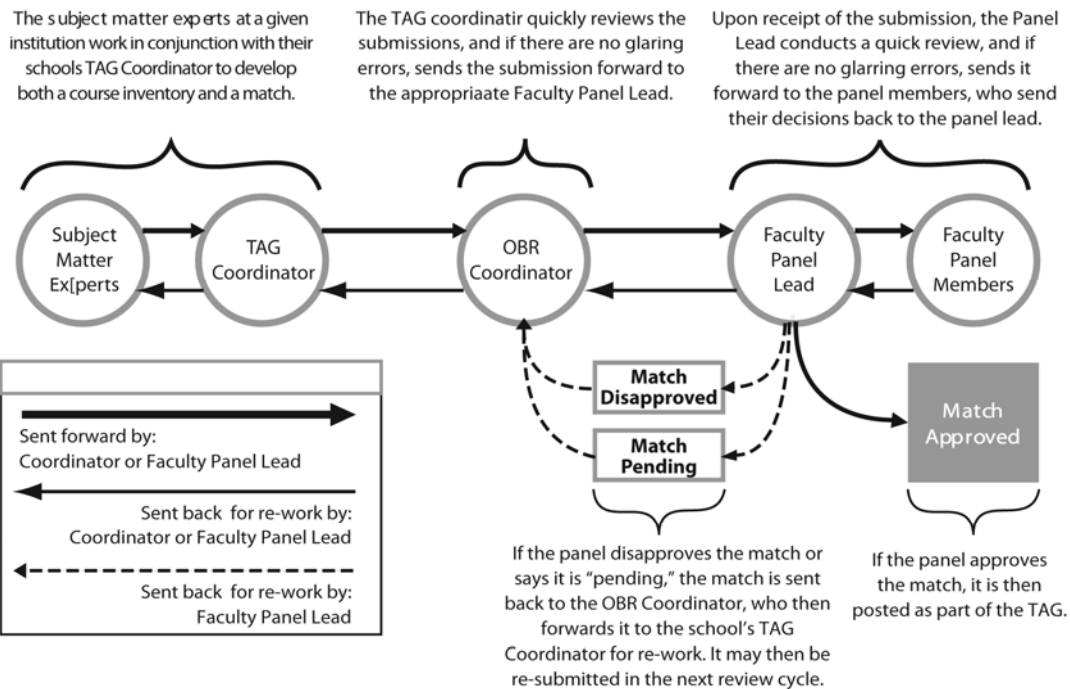 The subject matter experts at a given
institution work in conjunction with their
schools TAG Coordinator to develop
both a course inventory and a match.
The TAG coordinatir quickly reviews the
submissions, and if there are no glaring
errors, sends the submission forward to
the appropriaate Faculty Panel Lead.
Upon receipt of the submission, the Panel
Lead conducts a quick review, and if
there are no glarring errors, sends it
forward to the panel members, who send
their decisions back to the panel lead.
Subject
Matter
Ex[perts
TAG
Coordinator
OBR
Coordinator
Faculty
Panel
Lead
Faculty
Panel
Members
Match
Disapproved
Match
Pending
Match
Approved
Sent forward by:
Coordinator or Faculty Panel Lead
Sent back for re-work by:
Coordinator or Faculty Panel Lead
Sent back for re-work by:
Faculty Panel Lead
If the panel disapproves the match or
says it is “pending,” the match is sent
back to the OBR Coordinator, who then
forwards it to the school’s TAG
Coordinator for re-work. It may then be
re-submitted in the next review cycle.
If the panel approves
the match, it is then
posted as part of the TAG.